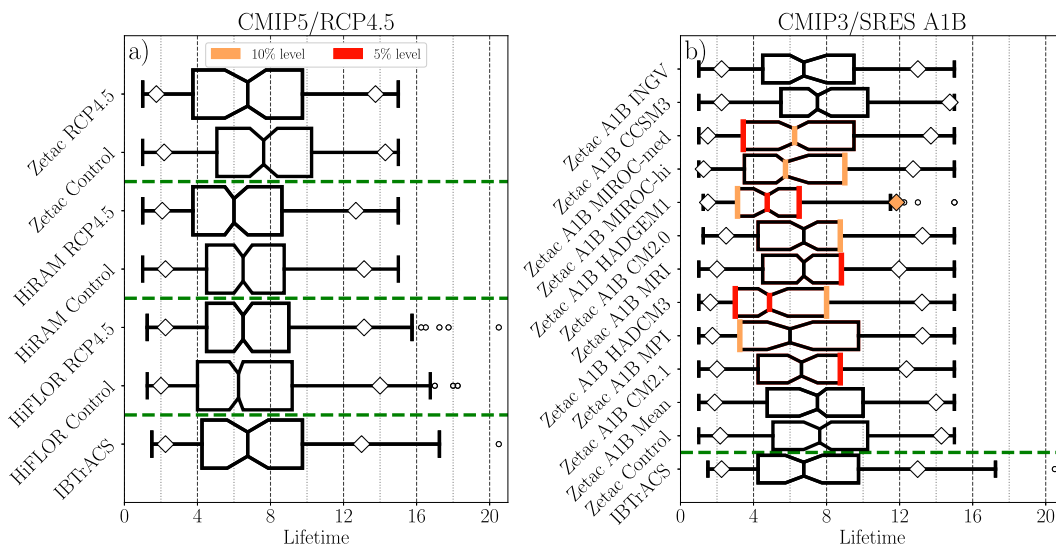 CMIP5/RCP4.5
a)
10% level
5% level
Zetac RCP4.5
Zetac Control
HiRAM RCP4.5
HiRAM Control
HiFLOR RCP4.5
HiFLOR Control
IBTrACS
0 4 8 12 16 20
Lifetime
CMIP3/SRES A1B
b)
Zetac A1B INGV
Zetac A1B CCSM3
Zetac A1B MIROC-med
Zetac A1B MIROC-hi
Zetac A1B HADGEM1
Zetac A1B CM2.0
Zetac A1B MRI
Zetac A1B HADCM3
Zetac A1B MPI
Zetac A1B CM2.1
Zetac A1B Mean
Zetac Control
IBTrACS
0 4 8 12 16 20
Lifetime